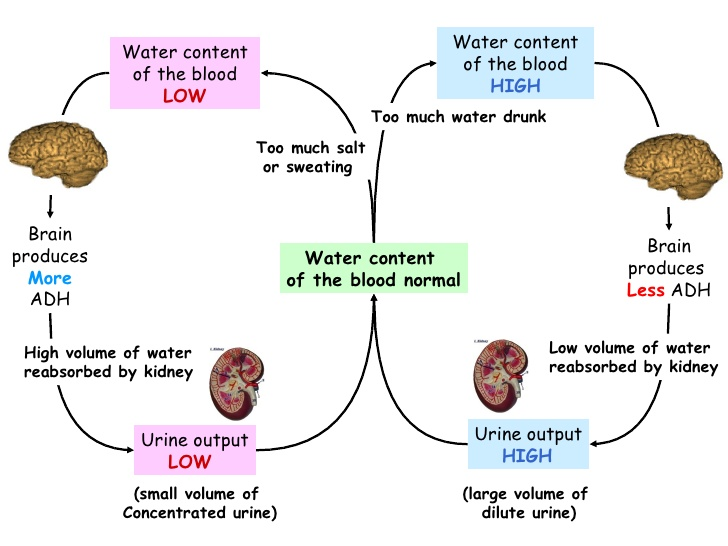 Water content
of the blood
LOW
Water content
of the blood
HIGH
Too much water drunk
Too much salt
or sweating
Brain
produces
More
ADH
Water content
of the blood normal
Brain
produces
Less ADH
High volume of water
reabsorbed by kidney
Low volume of water
reabsorbed by kidney
Urine output
LOW
Urine output
HIGH
(small volume of
Concentrated urine)
(large volume of
dilute urine)